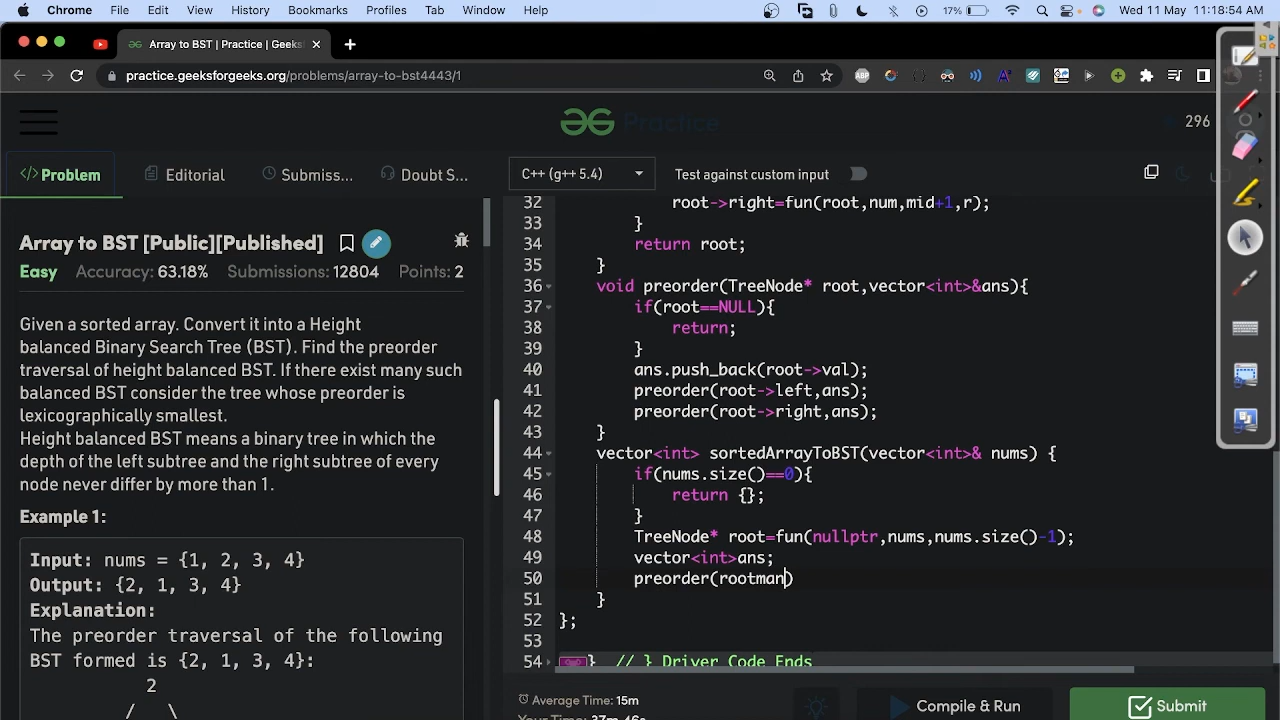 Chrome File Edit View History Bookmarks Profiles Tab Window Help 17% Wed 11 May 11:18:54 AM
Array to BST | Practice | Geeks
practice.geeksforgeeks.org/problems/array-to-bst4443/1
Practice
296
</> Problem Editorial Submiss... Doubt S...
C++ (g++ 5.4) Test against custom input
Array to BST [Public][Published]
Easy Accuracy: 63.18% Submissions: 12804 Points: 2
Given a sorted array. Convert it into a Height
balanced Binary Search Tree (BST). Find the preorder
traversal of height balanced BST. If there exist many such
balanced BST consider the tree whose preorder is
lexicographically smallest.
Height balanced BST means a binary tree in which the
depth of the left subtree and the right subtree of every
node never differ by more than 1.
Example 1:
Input: nums = {1, 2, 3, 4}
Output: {2, 1, 3, 4}
Explanation:
The preorder traversal of the following
BST formed is {2, 1, 3, 4}:
2
/ \
32 root->right=fun(root,num,mid+1,r);
33 }
34 return root;
35 }
36 void preorder(TreeNode* root,vector<int>&ans){
37 if(root==NULL){
38 return;
39 }
40 ans.push_back(root->val);
41 preorder(root->left,ans);
42 preorder(root->right,ans);
43 }
44 vector<int> sortedArrayToBST(vector<int>& nums) {
45 if(nums.size()==0){
46 return {};
47 }
48 TreeNode* root=fun(nullptr,nums,nums.size()-1);
49 vector<int>ans;
50 preorder(rootman)
51 }
52 };
53
54 } // } Driver Code Ends
Average Time: 15m
Your Time: 37m 46s
Compile & Run
Submit